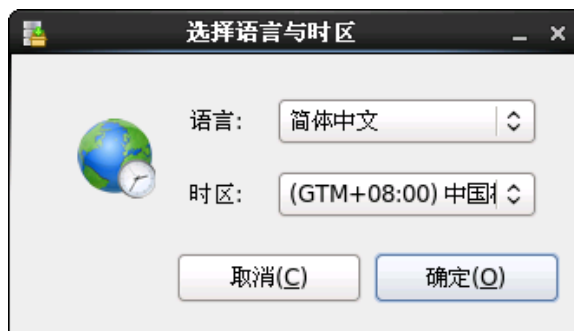 选择语言与时区
语言: 简体中文
时区: (GTM+08:00) 中国
取消(C) 确定(O)